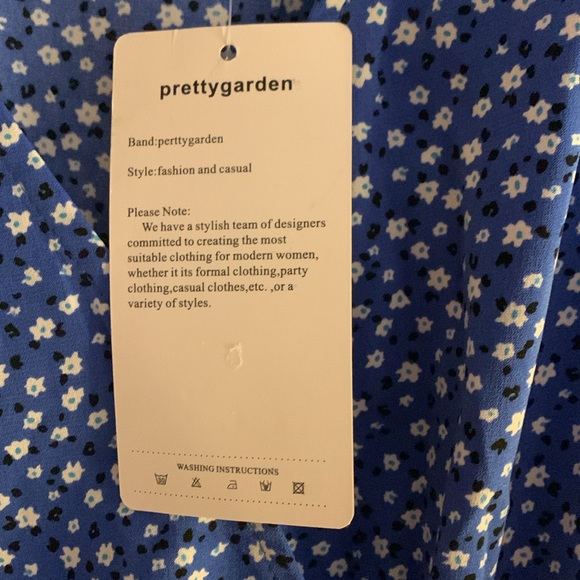 prettygarden
Band:perttygarden
Style:fashion and casual
Please Note:
We have a stylish team of designers
committed to creating the most
suitable clothing for modern women,
whether it its formal clothing,party
clothing,casual clothes,etc. ,or a
variety of styles.
WASHING INSTRUCTIONS